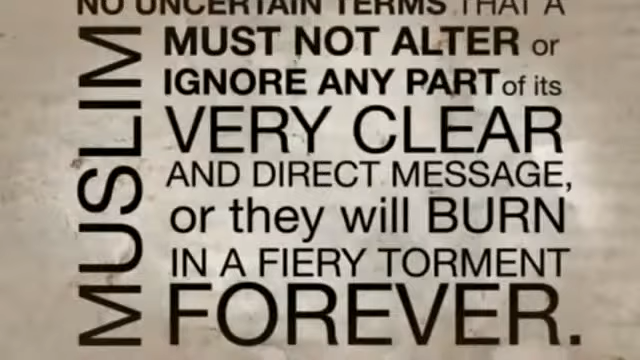 NO UNCERTAIN TERMS THAT A
MUSLIM
MUST NOT ALTER or
IGNORE ANY PART of its
VERY CLEAR
AND DIRECT MESSAGE,
or they will BURN
IN A FIERY TORMENT
FOREVER.